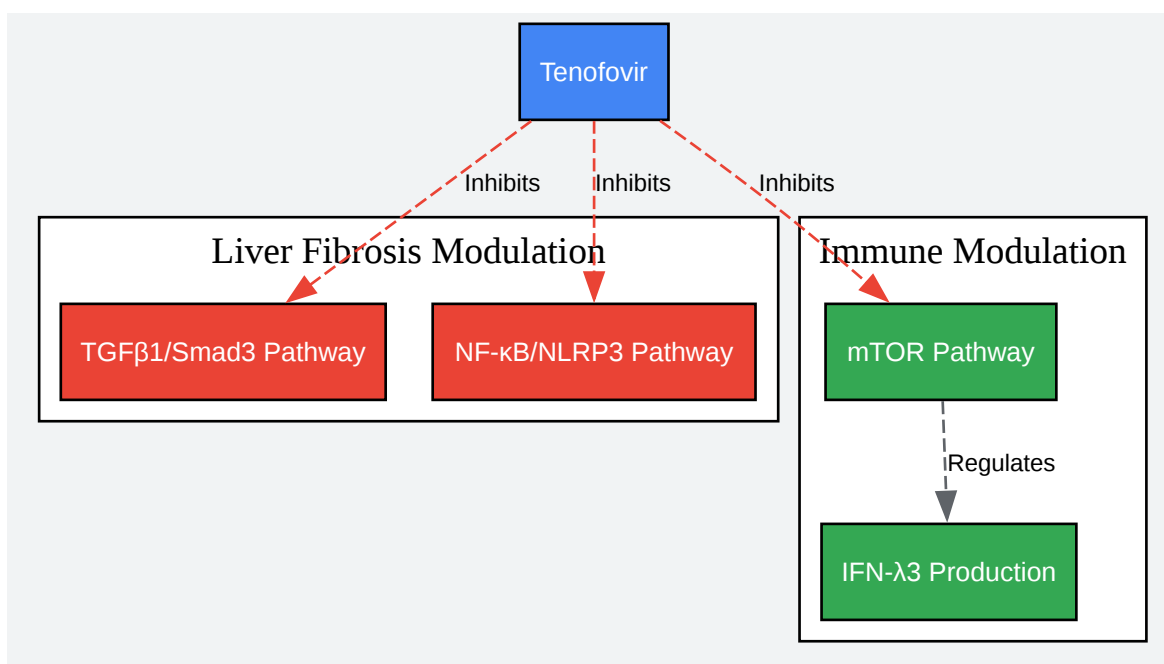 Tenofovir
Inhibits
Inhibits
Inhibits
Liver Fibrosis Modulation
Immune Modulation
TGFβ1/Smad3 Pathway
NF-κB/NLRP3 Pathway
mTOR Pathway
Regulates
IFN-λ3 Production